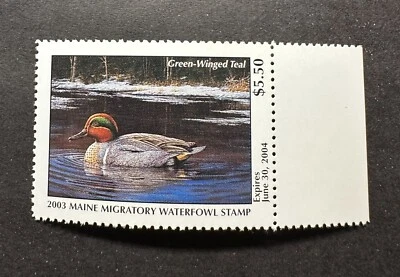 Green-Winged Teal
$5.50
Expires
June 30, 2004
2003 MAINE MIGRATORY WATERFOWL STAMP